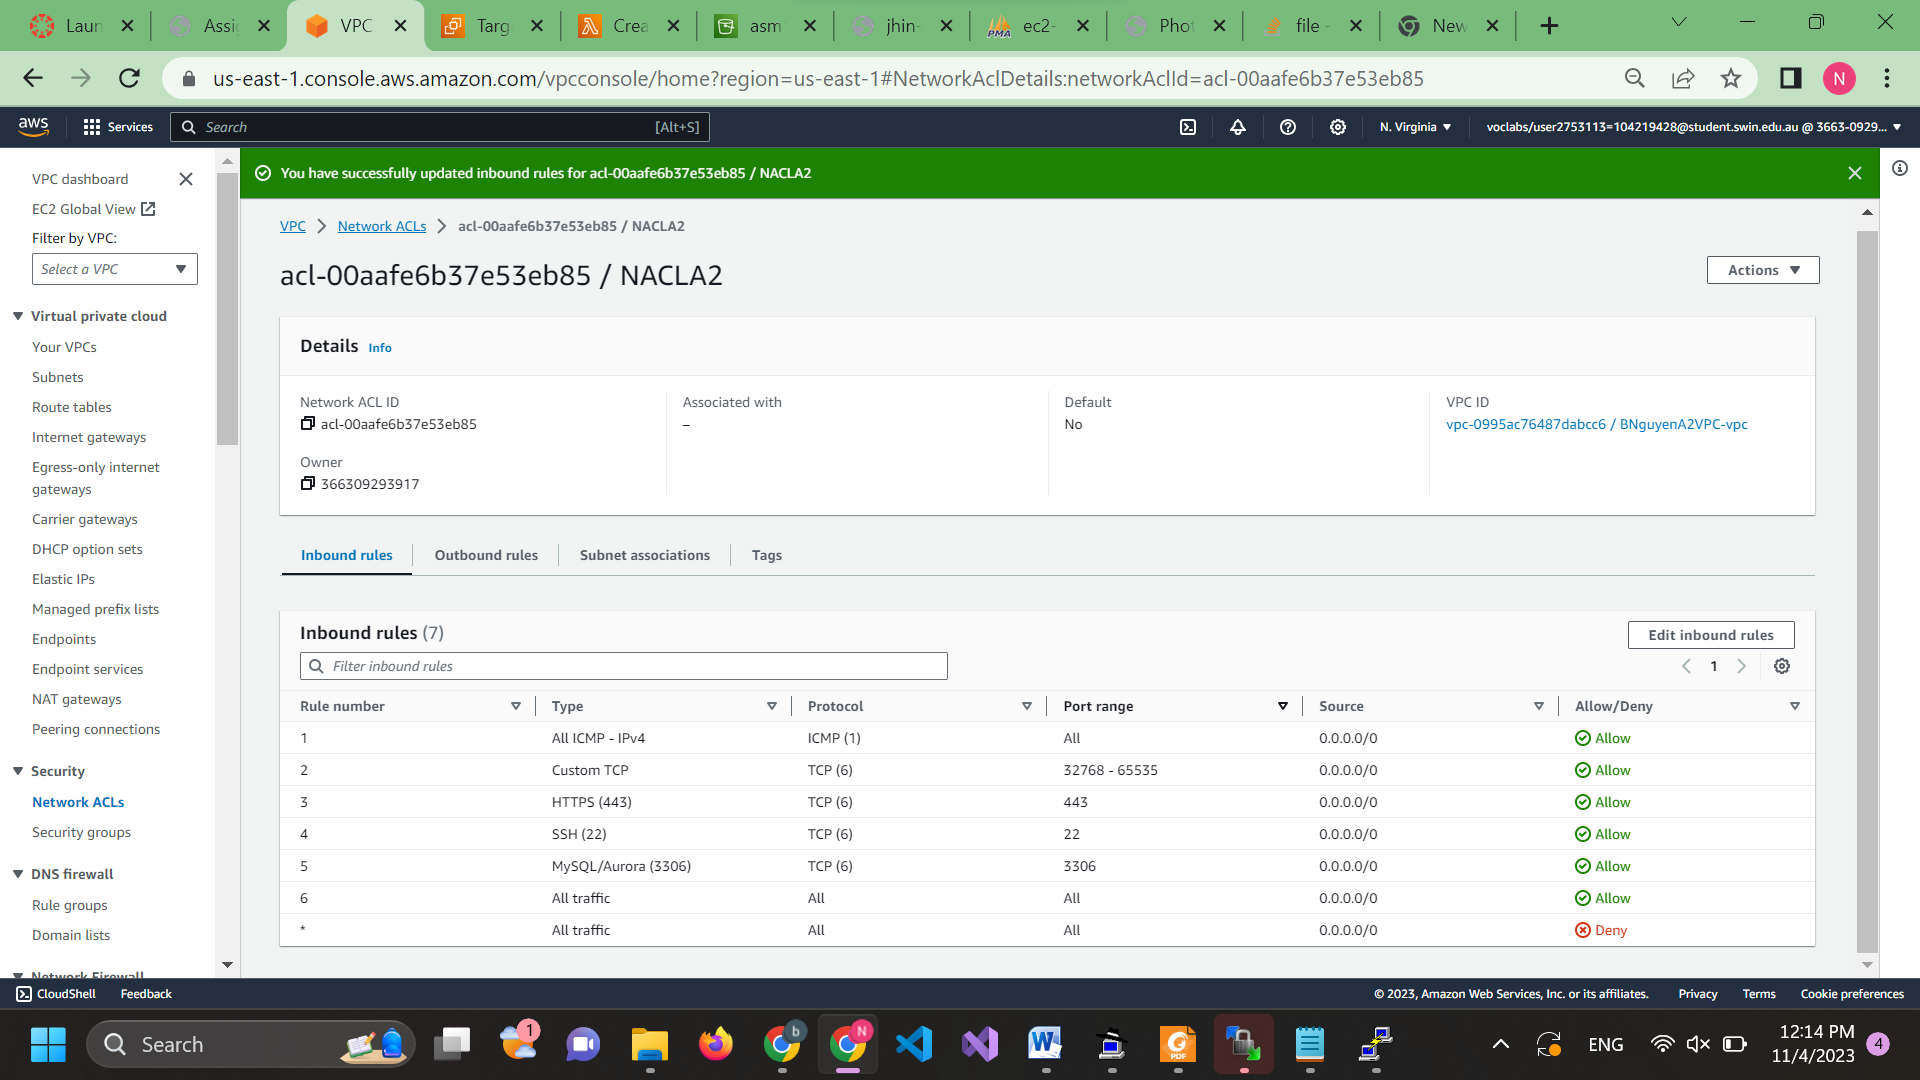 Laun
Assig
VPC
Targ
Crea
asm
jhin-
PMA
ec2-
Phot
file -
New
us-east-1.console.aws.amazon.com/vpcconsole/home?region=us-east-1#NetworkAclDetails:networkAclId=acl-00aafe6b37e53eb85
N
aws
Services
Search
[Alt+S]
N. Virginia
voclabs/user2753113=104219428@student.swin.edu.au @ 3663-0929...
You have successfully updated inbound rules for acl-00aafe6b37e53eb85 / NACLA2
VPC dashboard
EC2 Global View
Filter by VPC:
Select a VPC
Virtual private cloud
Your VPCs
Subnets
Route tables
Internet gateways
Egress-only internet
gateways
Carrier gateways
DHCP option sets
Elastic IPs
Managed prefix lists
Endpoints
Endpoint services
NAT gateways
Peering connections
Security
Network ACLs
Security groups
DNS firewall
Rule groups
Domain lists
Network Firewall
VPC
Network ACLs
acl-00aafe6b37e53eb85 / NACLA2
acl-00aafe6b37e53eb85 / NACLA2
Actions
Details Info
Network ACL ID
acl-00aafe6b37e53eb85
Associated with
–
Default
No
VPC ID
vpc-0995ac76487dabcc6 / BNguyenA2VPC-vpc
Owner
366309293917
Inbound rules
Outbound rules
Subnet associations
Tags
Inbound rules (7)
Edit inbound rules
Filter inbound rules
1
Rule number Type Protocol Port range Source Allow/Deny
1 All ICMP - IPv4 ICMP (1) All 0.0.0.0/0 Allow
2 Custom TCP TCP (6) 32768 - 65535 0.0.0.0/0 Allow
3 HTTPS (443) TCP (6) 443 0.0.0.0/0 Allow
4 SSH (22) TCP (6) 22 0.0.0.0/0 Allow
5 MySQL/Aurora (3306) TCP (6) 3306 0.0.0.0/0 Allow
6 All traffic All All 0.0.0.0/0 Allow
* All traffic All All 0.0.0.0/0 Deny
CloudShell
Feedback
© 2023, Amazon Web Services, Inc. or its affiliates.
Privacy
Terms
Cookie preferences
Search
1
b
N
W
PDF
ENG
12:14 PM
11/4/2023
4